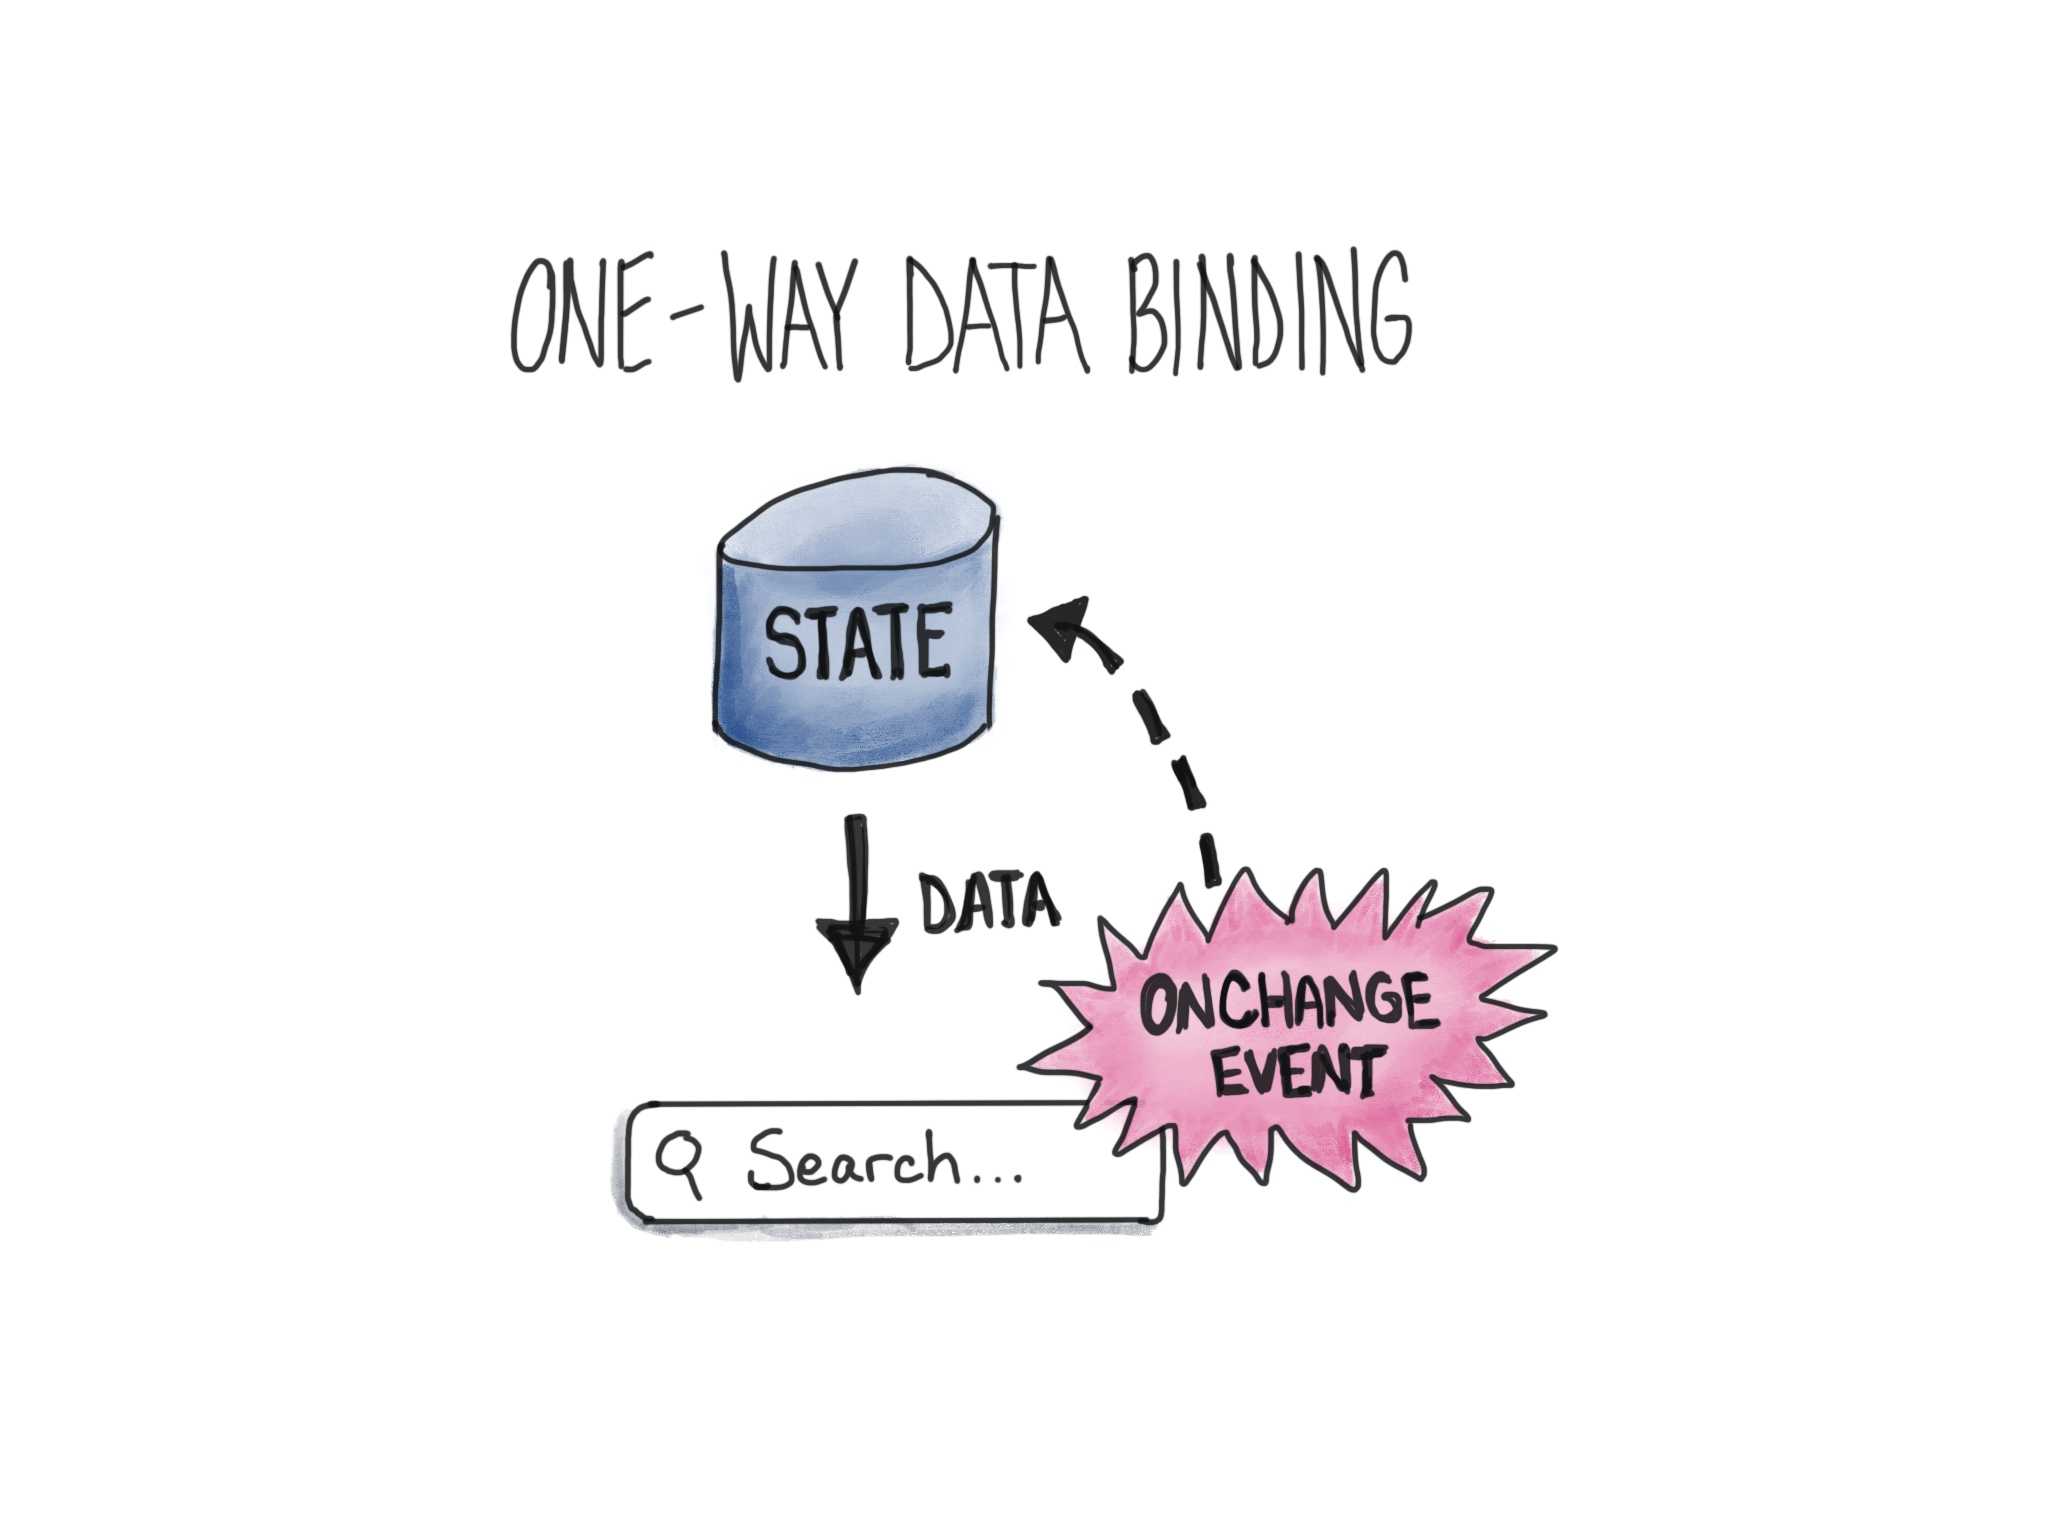 ONE-WAY DATA BINDING
STATE
DATA
ONCHANGE
EVENT
Search...